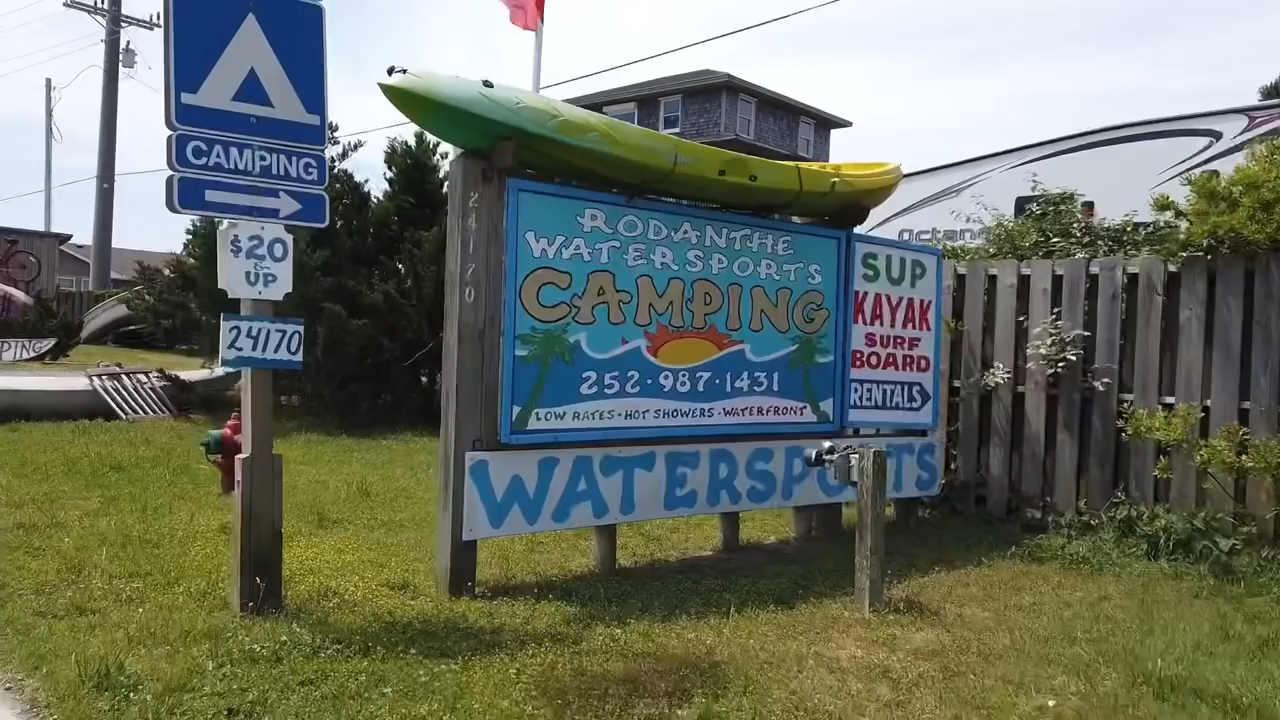 CAMPING
$20
&
UP
24170
24170
RODANTHE
WATERSPORTS
CAMPING
252·987·1431
LOW RATES · HOT SHOWERS · WATERFRONT
SUP
KAYAK
SURF
BOARD
RENTALS
WATERSPORTS
octane
PING